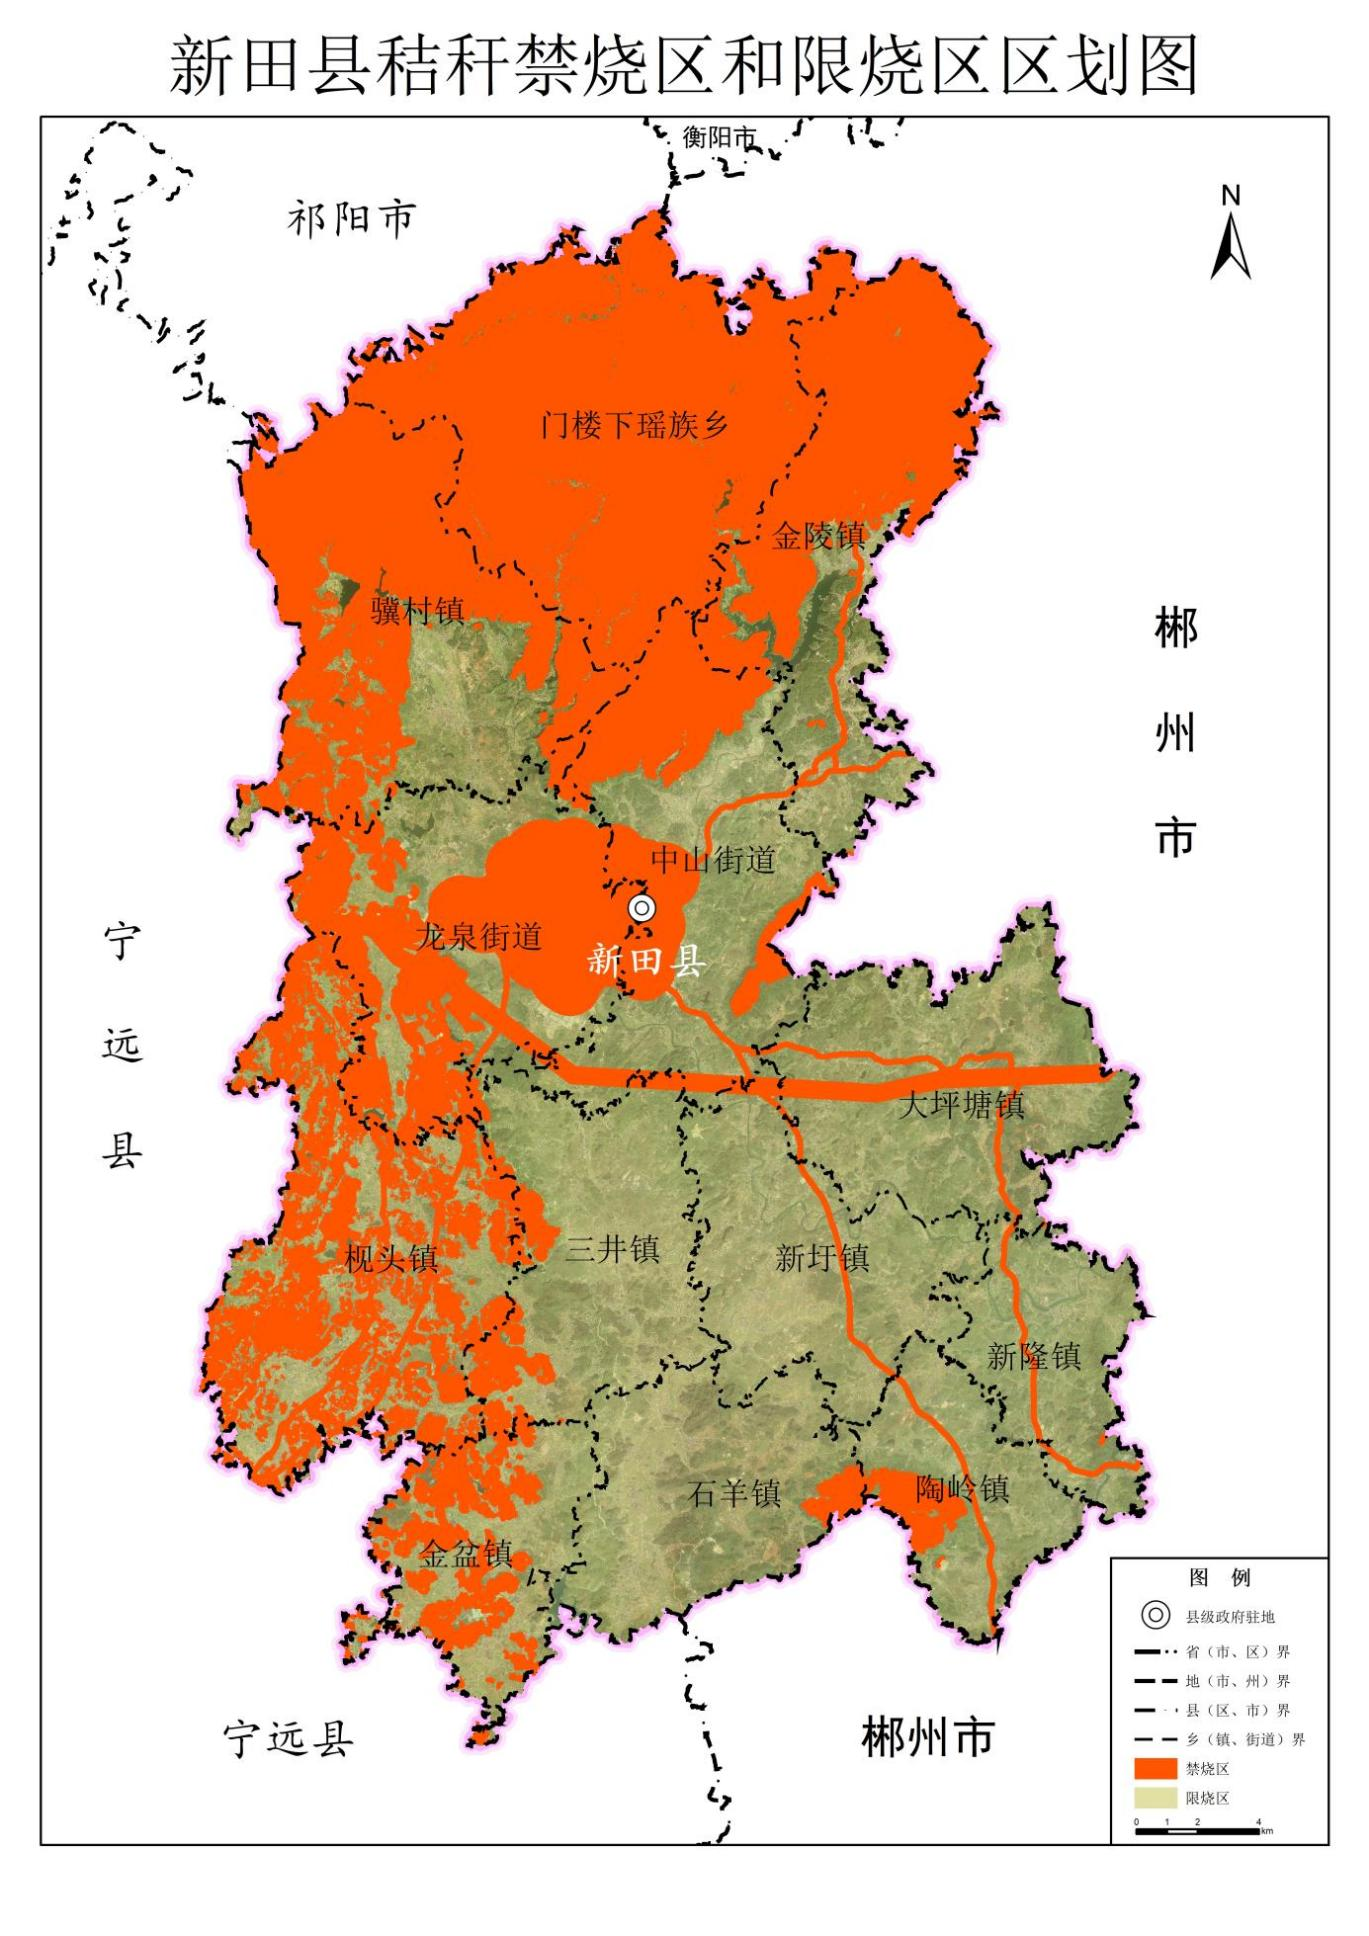 新田县秸秆禁烧区和限烧区区划图
衡阳市
祁阳市
N
门楼下瑶族乡
金陵镇
骥村镇
郴州市
中山街道
龙泉街道
新田县
宁远县
大坪塘镇
枧头镇
三井镇
新圩镇
新隆镇
石羊镇
陶岭镇
金盆镇
宁远县
郴州市
图 例
县级政府驻地
省（市、区）界
地（市、州）界
县（区、市）界
乡（镇、街道）界
禁烧区
限烧区
0 1 2 4
km